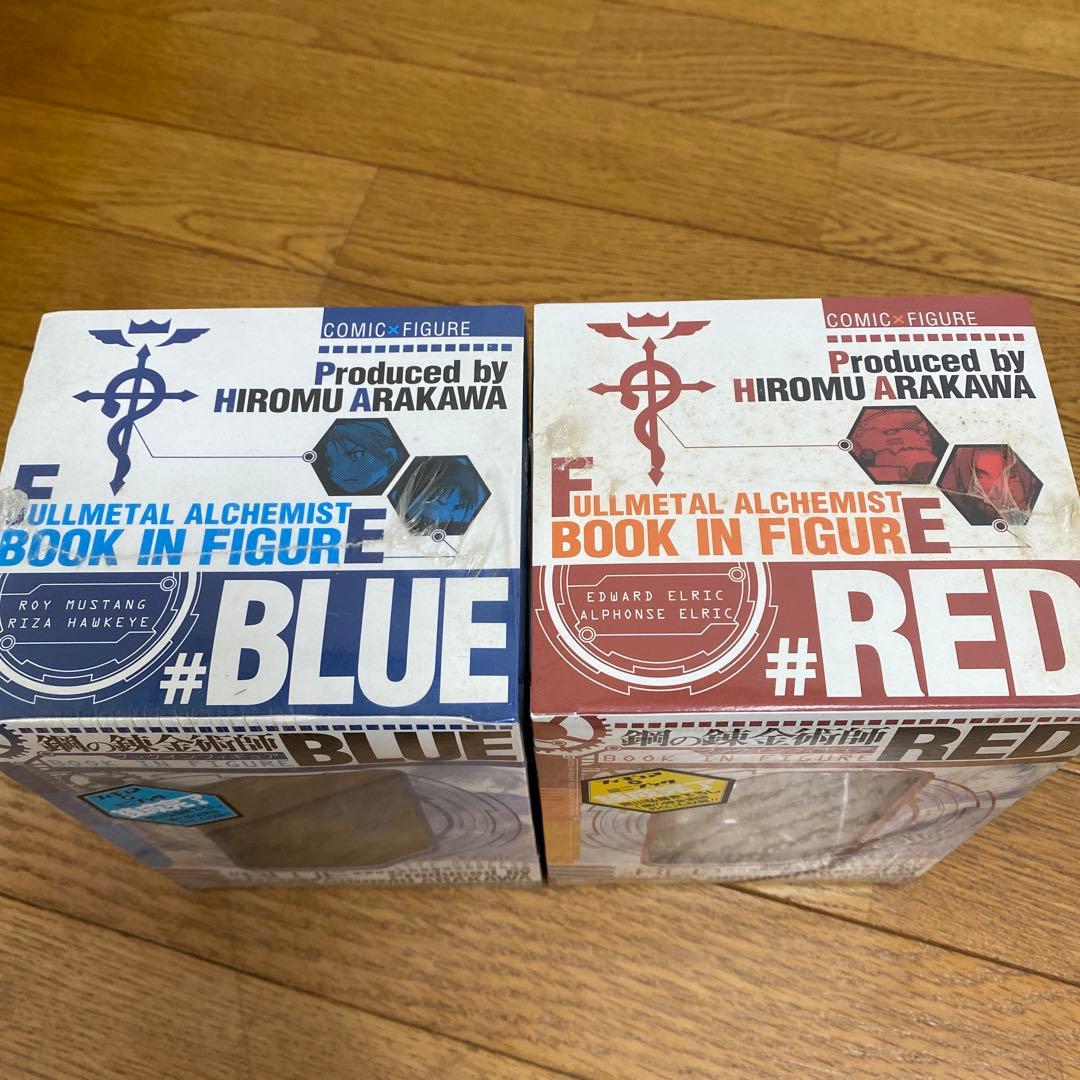 COMIC×FIGURE
Produced by
HIROMU ARAKAWA
FULLMETAL ALCHEMIST
BOOK IN FIGURE
ROY MUSTANG
RIZA HAWKEYE
#BLUE
鋼の錬金術師 BLUE
BOOK IN FIGURE
COMIC×FIGURE
Produced by
HIROMU ARAKAWA
FULLMETAL ALCHEMIST
BOOK IN FIGURE
EDWARD ELRIC
ALPHONSE ELRIC
#RED
鋼の錬金術師 RED
BOOK IN FIGURE